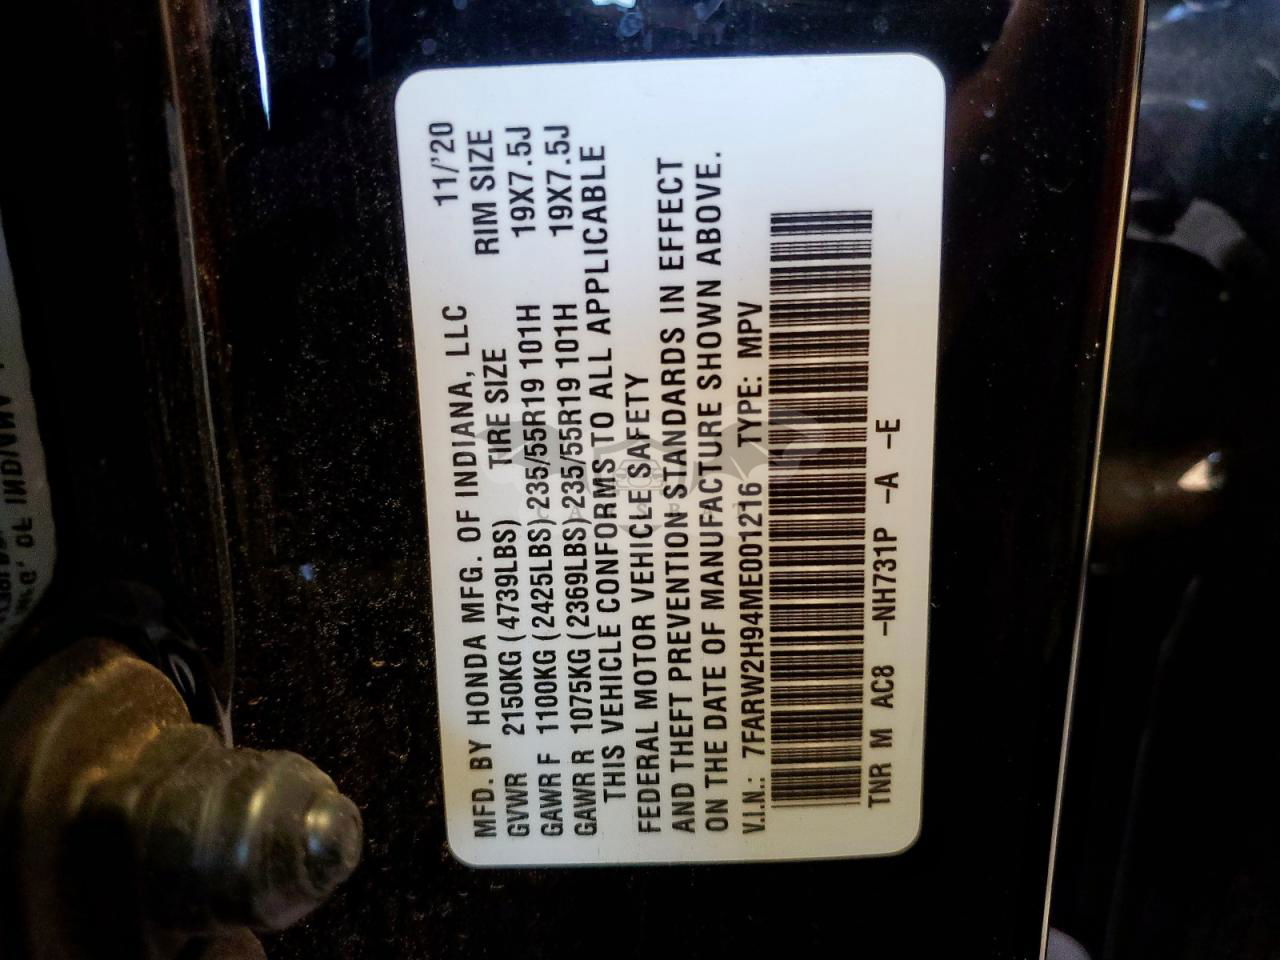 MFD. BY HONDA MFG. OF INDIANA, LLC 11/'20
GVWR 2150KG (4739LBS) TIRE SIZE RIM SIZE
GAWR F 1100KG (2425LBS) 235/55R19 101H 19X7.5J
GAWR R 1075KG (2369LBS) 235/55R19 101H 19X7.5J
THIS VEHICLE CONFORMS TO ALL APPLICABLE
FEDERAL MOTOR VEHICLE SAFETY
AND THEFT PREVENTION STANDARDS IN EFFECT
ON THE DATE OF MANUFACTURE SHOWN ABOVE.
V.I.N.: 7FARW2H94ME001216 TYPE: MPV
TNR M AC8 -NH731P -A -E